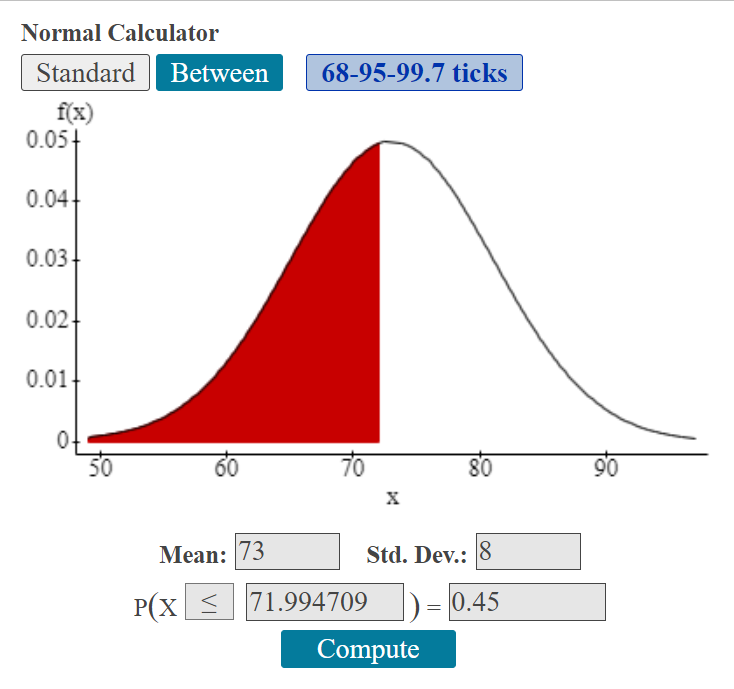 Normal Calculator
Standard Between 68-95-99.7 ticks
f(x)
0.05
0.04
0.03
0.02
0.01
0
50 60 70 80 90
x
Mean: 73 Std. Dev.: 8
P(X ≤ 71.994709 ) = 0.45
Compute